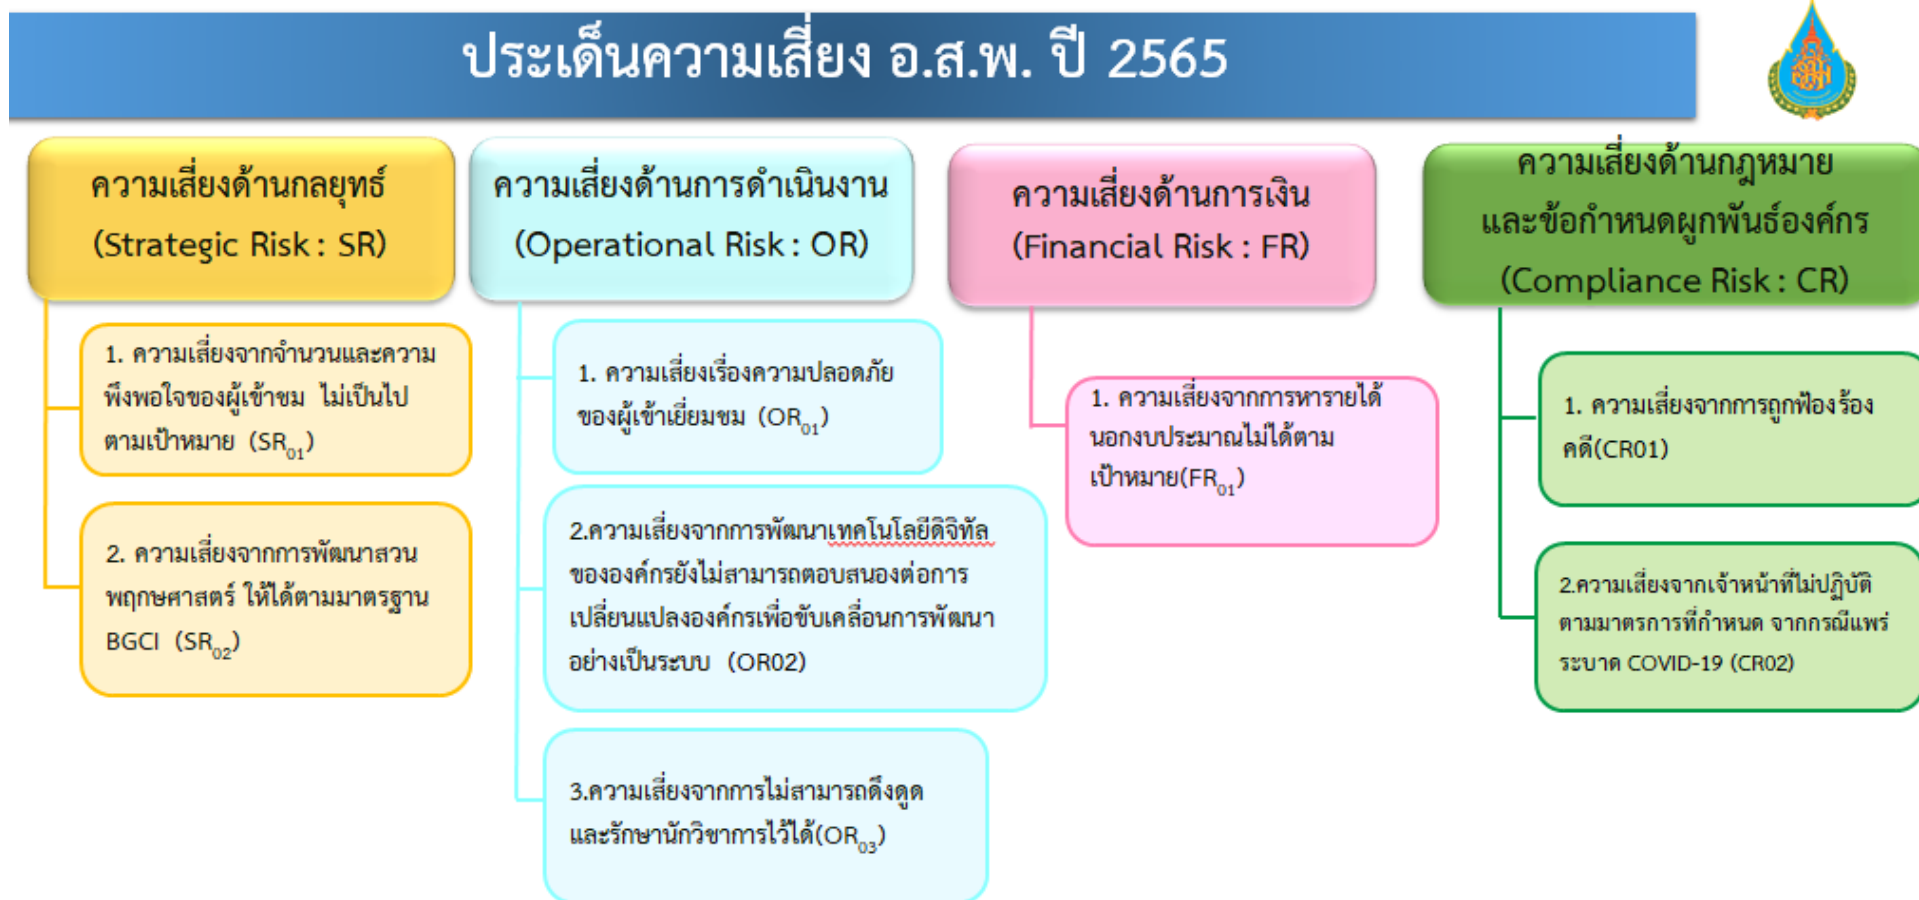 ประเด็นความเสี่ยง อ.ส.พ. ปี 2565
ความเสี่ยงด้านกลยุทธ์
(Strategic Risk : SR)
1. ความเสี่ยงจากจำนวนและความ
พึงพอใจของผู้เข้าชม ไม่เป็นไป
ตามเป้าหมาย (SR01)
2. ความเสี่ยงจากการพัฒนาสวน
พฤกษศาสตร์ ให้ได้ตามมาตรฐาน
BGCI (SR02)
ความเสี่ยงด้านการดำเนินงาน
(Operational Risk : OR)
1. ความเสี่ยงเรื่องความปลอดภัย
ของผู้เข้าเยี่ยมชม (OR01)
2.ความเสี่ยงจากการพัฒนาเทคโนโลยีดิจิทัล
ขององค์กรยังไม่สามารถตอบสนองต่อการ
เปลี่ยนแปลงองค์กรเพื่อขับเคลื่อนการพัฒนา
อย่างเป็นระบบ (OR02)
3.ความเสี่ยงจากการไม่สามารถดึงดูด
และรักษานักวิชาการไว้ได้(OR03)
ความเสี่ยงด้านการเงิน
(Financial Risk : FR)
1. ความเสี่ยงจากการหารายได้
นอกงบประมาณไม่ได้ตาม
เป้าหมาย(FR01)
ความเสี่ยงด้านกฎหมาย
และข้อกำหนดผูกพันธ์องค์กร
(Compliance Risk : CR)
1. ความเสี่ยงจากการถูกฟ้องร้อง
คดี(CR01)
2.ความเสี่ยงจากเจ้าหน้าที่ไม่ปฏิบัติ
ตามมาตรการที่กำหนด จากกรณีแพร่
ระบาด COVID-19 (CR02)